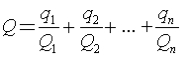 Q = q₁/Q₁ + q₂/Q₂ + ... + qₙ/Qₙ